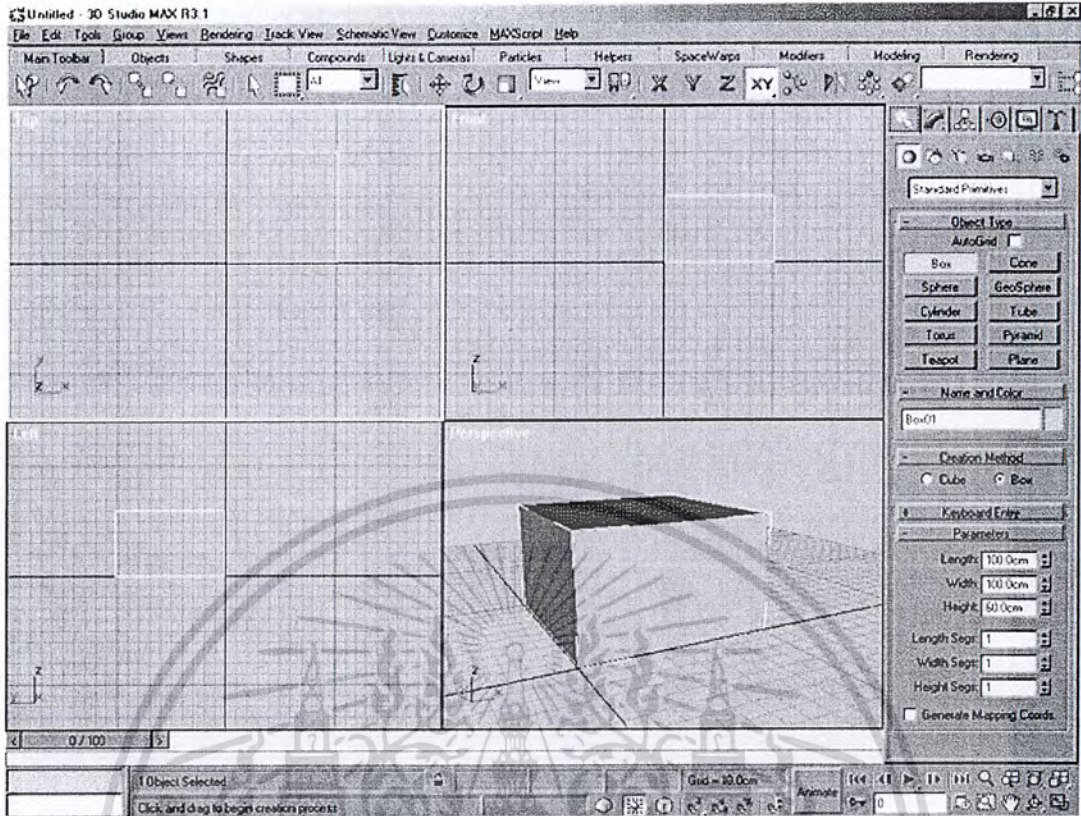 Untitled - 3D Studio MAX R3.1
File Edit Tools Group Views Rendering Track View Schematic View Customize MAXScript Help
Main Toolbar Objects Shapes Compounds Lights & Cameras Particles Helpers SpaceWarps Modifiers Modeling Rendering
All View X Y Z XY
Top Front
Standard Primitives
Object Type
AutoGrid
Box Cone
Sphere GeoSphere
Cylinder Tube
Torus Pyramid
Teapot Plane
Name and Color
Box01
Creation Method
Cube Box
Keyboard Entry
Parameters
Length: 100.0cm
Width: 100.0cm
Height: 60.0cm
Length Segs: 1
Width Segs: 1
Height Segs: 1
Generate Mapping Coords.
y
z x
z
x
Left Perspective
z
y
z
x
0 / 100
1 Object Selected
Grid = 10.0cm
Animate
Click and drag to begin creation process
0